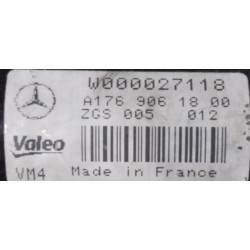 W000027118
A176 906 18 00
ZGS 005 012
Valeo
VM4 Made in France